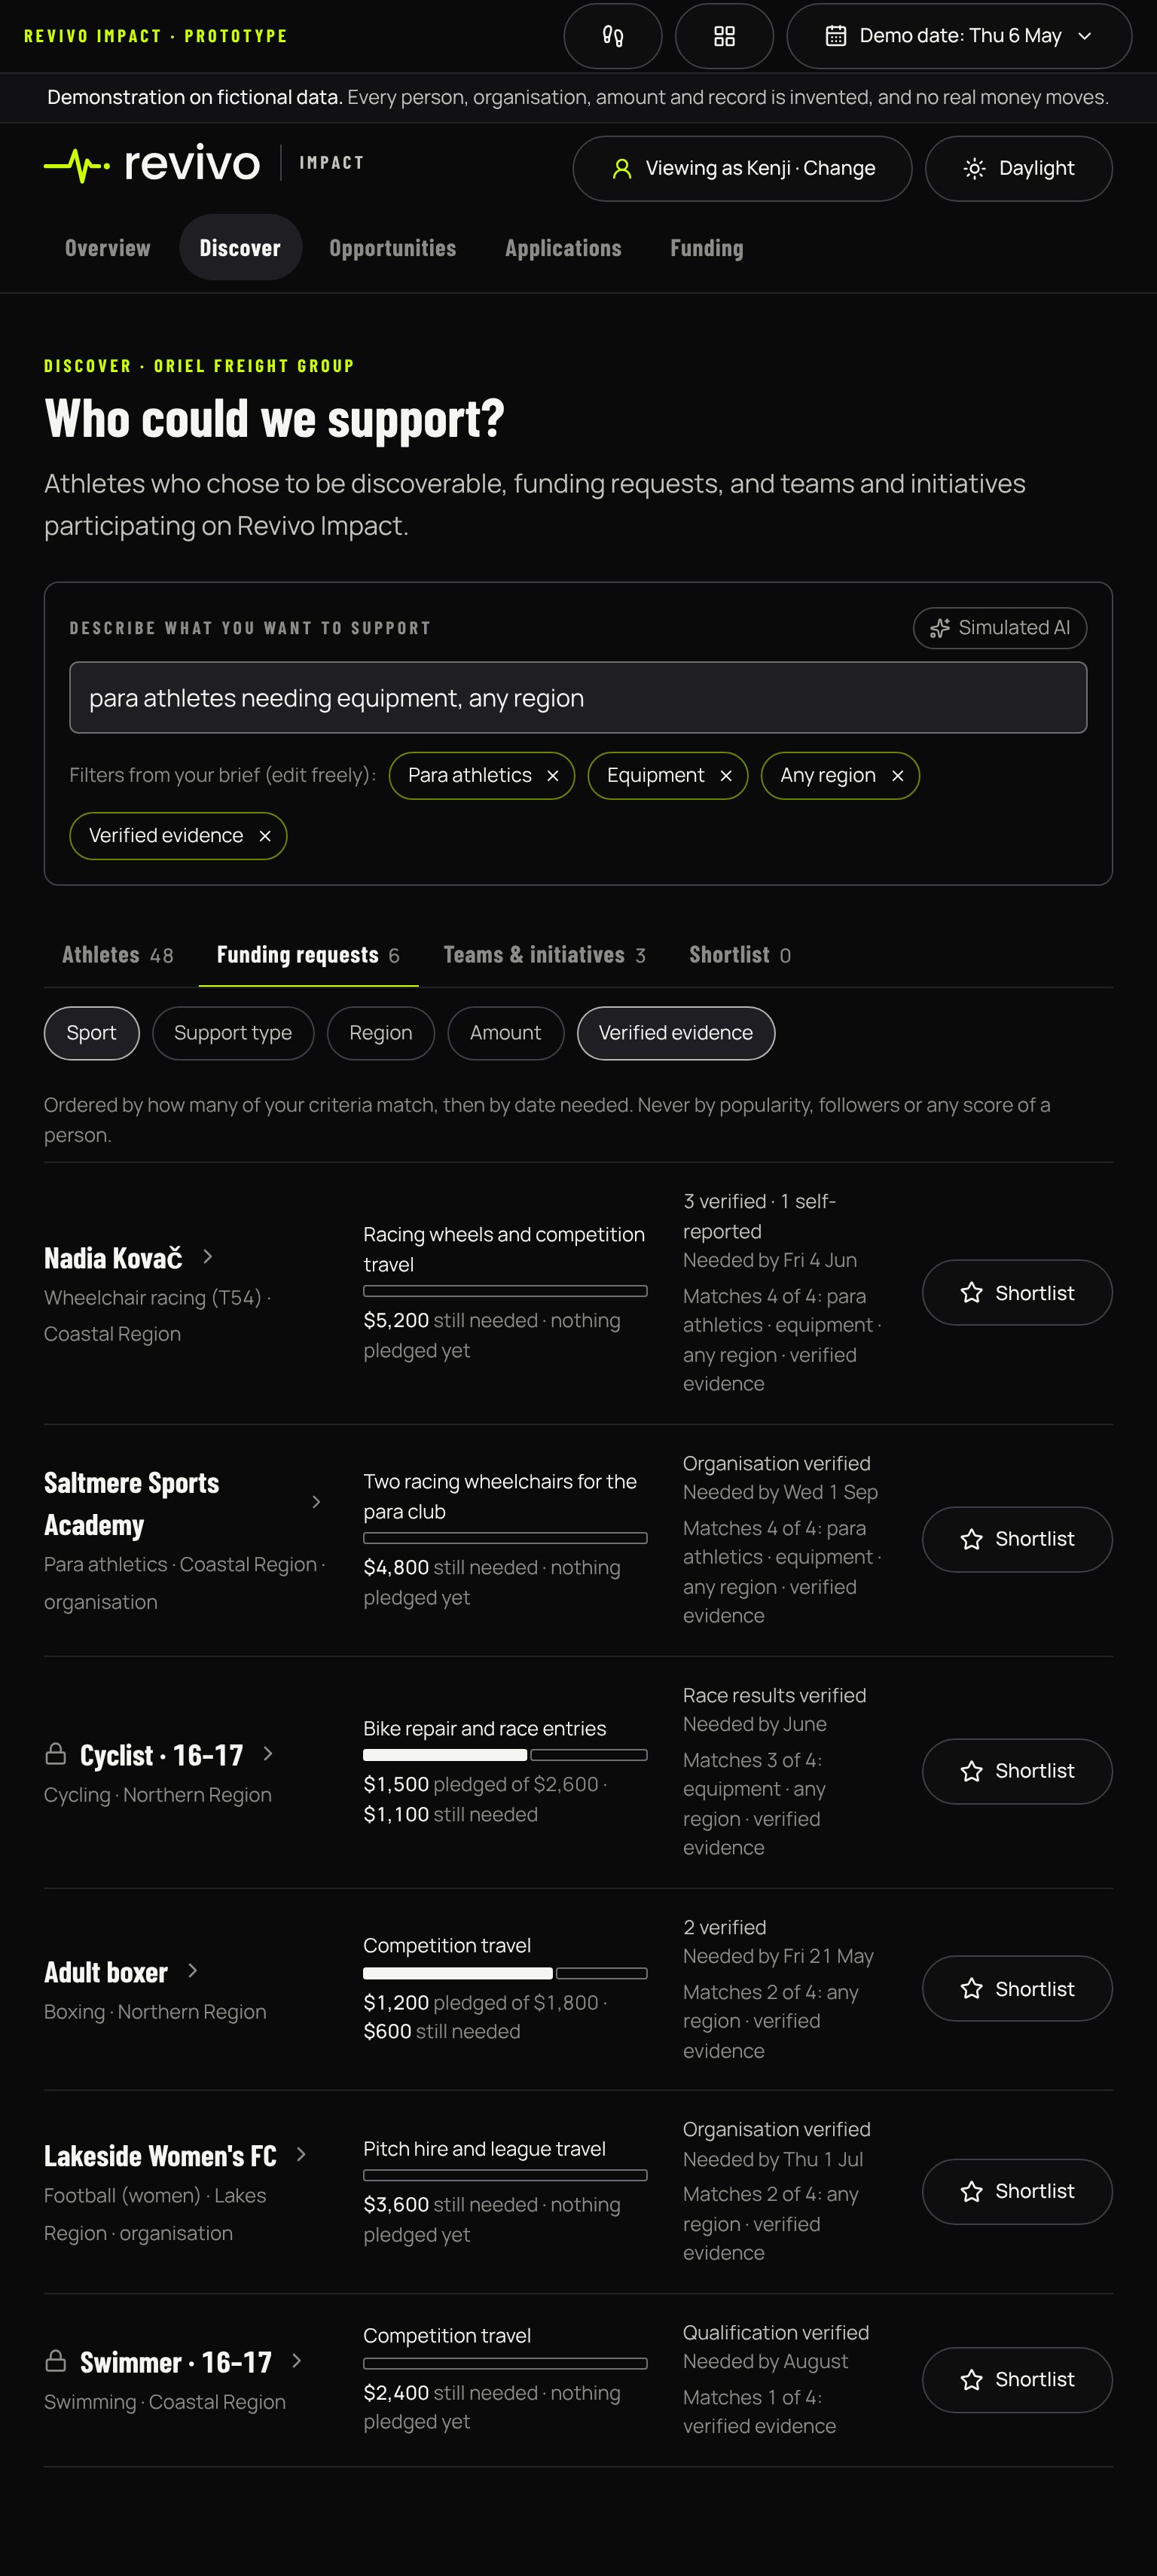 REVIVO IMPACT · PROTOTYPE
Demo date: Thu 6 May
Demonstration on fictional data. Every person, organisation, amount and record is invented, and no real money moves.
revivo IMPACT
Viewing as Kenji · Change
Daylight
Overview Discover Opportunities Applications Funding
DISCOVER · ORIEL FREIGHT GROUP
Who could we support?
Athletes who chose to be discoverable, funding requests, and teams and initiatives
participating on Revivo Impact.
DESCRIBE WHAT YOU WANT TO SUPPORT
Simulated AI
para athletes needing equipment, any region
Filters from your brief (edit freely): Para athletics Equipment Any region
Verified evidence
Athletes 48 Funding requests 6 Teams & initiatives 3 Shortlist 0
Sport Support type Region Amount Verified evidence
Ordered by how many of your criteria match, then by date needed. Never by popularity, followers or any score of a
person.
Nadia Kovač
Wheelchair racing (T54) ·
Coastal Region
Racing wheels and competition
travel
$5,200 still needed · nothing
pledged yet
3 verified · 1 self-
reported
Needed by Fri 4 Jun
Matches 4 of 4: para
athletics · equipment ·
any region · verified
evidence
Shortlist
Saltmere Sports
Academy
Para athletics · Coastal Region ·
organisation
Two racing wheelchairs for the
para club
$4,800 still needed · nothing
pledged yet
Organisation verified
Needed by Wed 1 Sep
Matches 4 of 4: para
athletics · equipment ·
any region · verified
evidence
Shortlist
Cyclist · 16–17
Cycling · Northern Region
Bike repair and race entries
$1,500 pledged of $2,600 ·
$1,100 still needed
Race results verified
Needed by June
Matches 3 of 4:
equipment · any
region · verified
evidence
Shortlist
Adult boxer
Boxing · Northern Region
Competition travel
$1,200 pledged of $1,800 ·
$600 still needed
2 verified
Needed by Fri 21 May
Matches 2 of 4: any
region · verified
evidence
Shortlist
Lakeside Women's FC
Football (women) · Lakes
Region · organisation
Pitch hire and league travel
$3,600 still needed · nothing
pledged yet
Organisation verified
Needed by Thu 1 Jul
Matches 2 of 4: any
region · verified
evidence
Shortlist
Swimmer · 16–17
Swimming · Coastal Region
Competition travel
$2,400 still needed · nothing
pledged yet
Qualification verified
Needed by August
Matches 1 of 4:
verified evidence
Shortlist